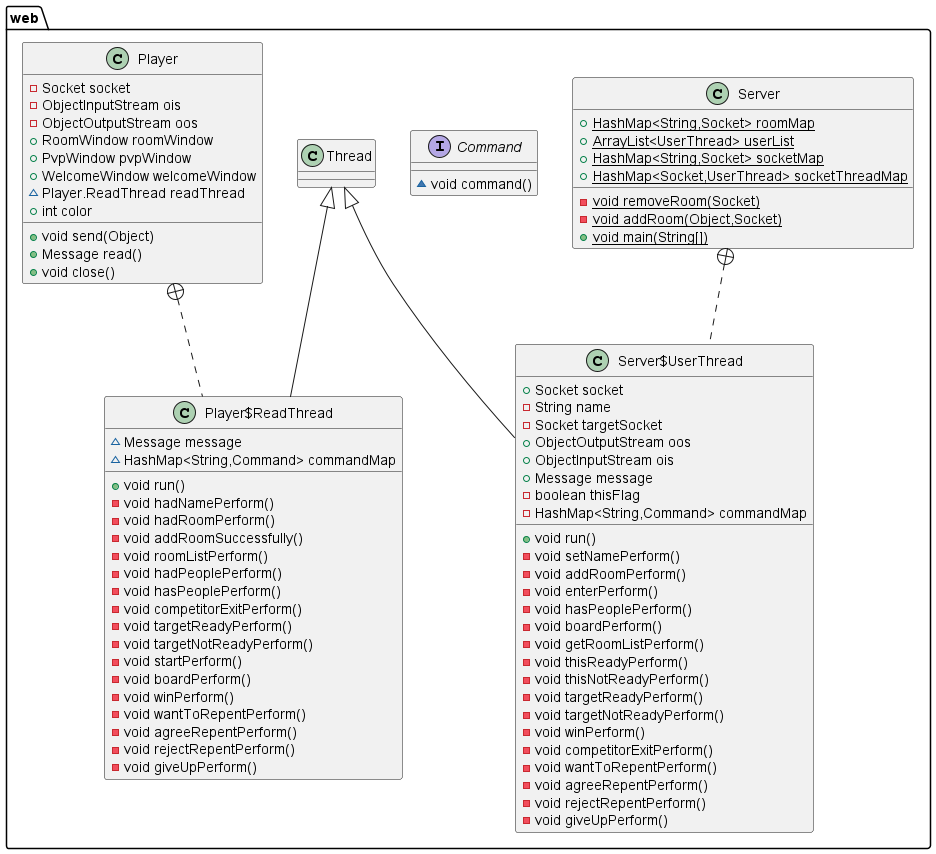 web
C Player
Socket socket
ObjectInputStream ois
ObjectOutputStream oos
RoomWindow roomWindow
PvpWindow pvpWindow
WelcomeWindow welcomeWindow
Player.ReadThread readThread
int color
void send(Object)
Message read()
void close()
C Thread
I Command
void command()
C Server
HashMap<String,Socket> roomMap
ArrayList<UserThread> userList
HashMap<String,Socket> socketMap
HashMap<Socket,UserThread> socketThreadMap
void removeRoom(Socket)
void addRoom(Object,Socket)
void main(String[])
C Player$ReadThread
Message message
HashMap<String,Command> commandMap
void run()
void hadNamePerform()
void hadRoomPerform()
void addRoomSuccessfully()
void roomListPerform()
void hadPeoplePerform()
void hasPeoplePerform()
void competitorExitPerform()
void targetReadyPerform()
void targetNotReadyPerform()
void startPerform()
void boardPerform()
void winPerform()
void wantToRepentPerform()
void agreeRepentPerform()
void rejectRepentPerform()
void giveUpPerform()
C Server$UserThread
Socket socket
String name
Socket targetSocket
ObjectOutputStream oos
ObjectInputStream ois
Message message
boolean thisFlag
HashMap<String,Command> commandMap
void run()
void setNamePerform()
void addRoomPerform()
void enterPerform()
void hasPeoplePerform()
void boardPerform()
void getRoomListPerform()
void thisReadyPerform()
void thisNotReadyPerform()
void targetReadyPerform()
void targetNotReadyPerform()
void winPerform()
void competitorExitPerform()
void wantToRepentPerform()
void agreeRepentPerform()
void rejectRepentPerform()
void giveUpPerform()